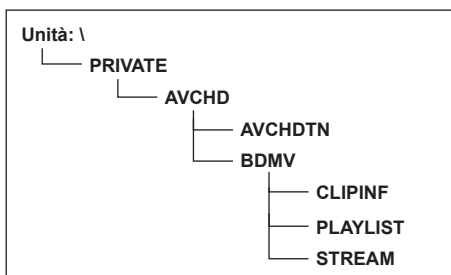 Unità: \
PRIVATE
AVCHD
AVCHDTN
BDMV
CLIPINF
PLAYLIST
STREAM